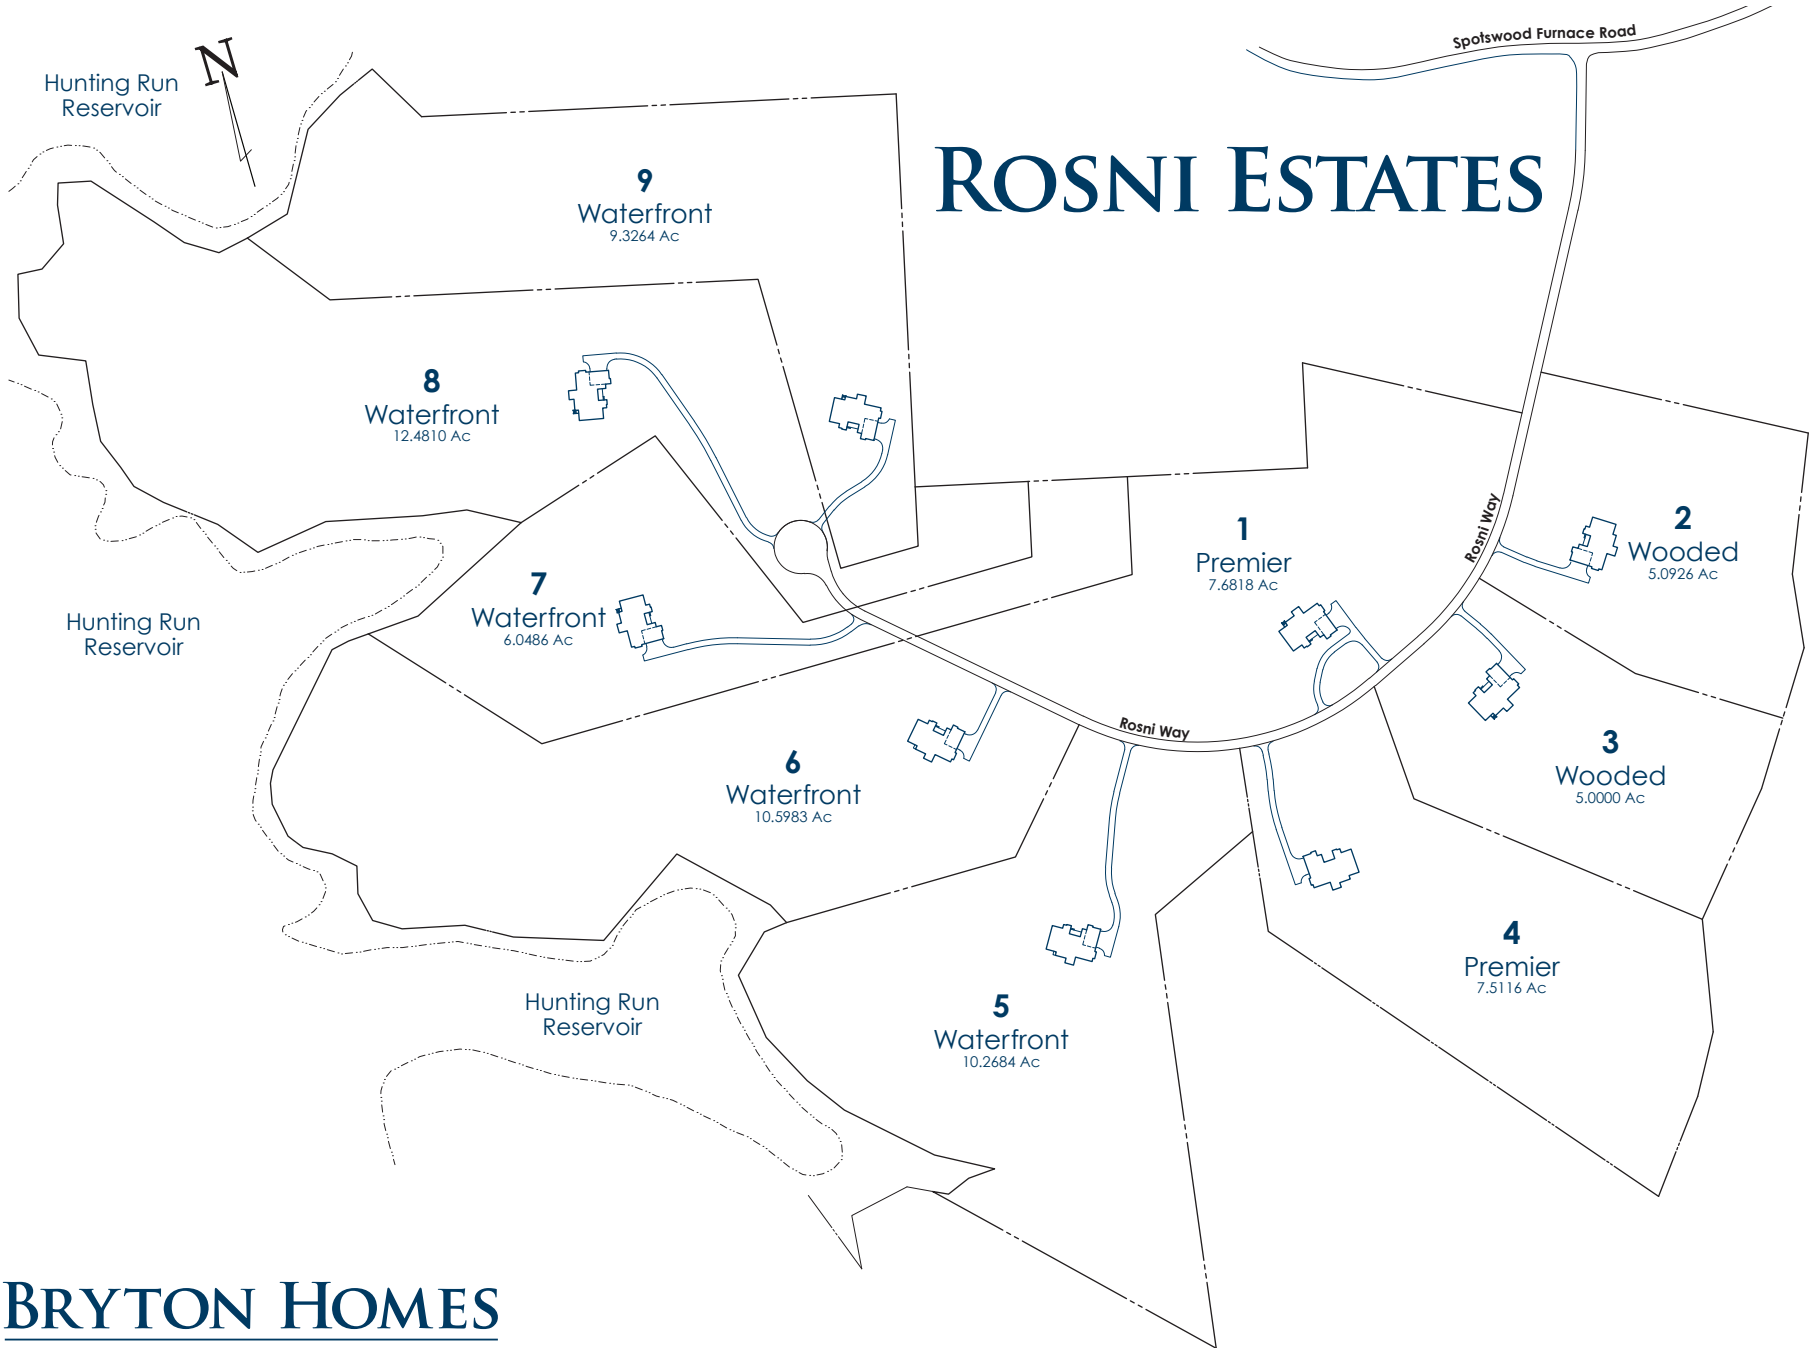 Spotswood Furnace Road
N
Hunting Run
Reservoir
ROSNI ESTATES
9
Waterfront
9.3264 Ac
8
Waterfront
12.4810 Ac
1
Premier
7.6818 Ac
Rosni Way
2
Wooded
5.0926 Ac
7
Waterfront
6.0486 Ac
Hunting Run
Reservoir
Rosni Way
3
Wooded
5.0000 Ac
6
Waterfront
10.5983 Ac
4
Premier
7.5116 Ac
Hunting Run
Reservoir
5
Waterfront
10.2684 Ac
BRYTON HOMES